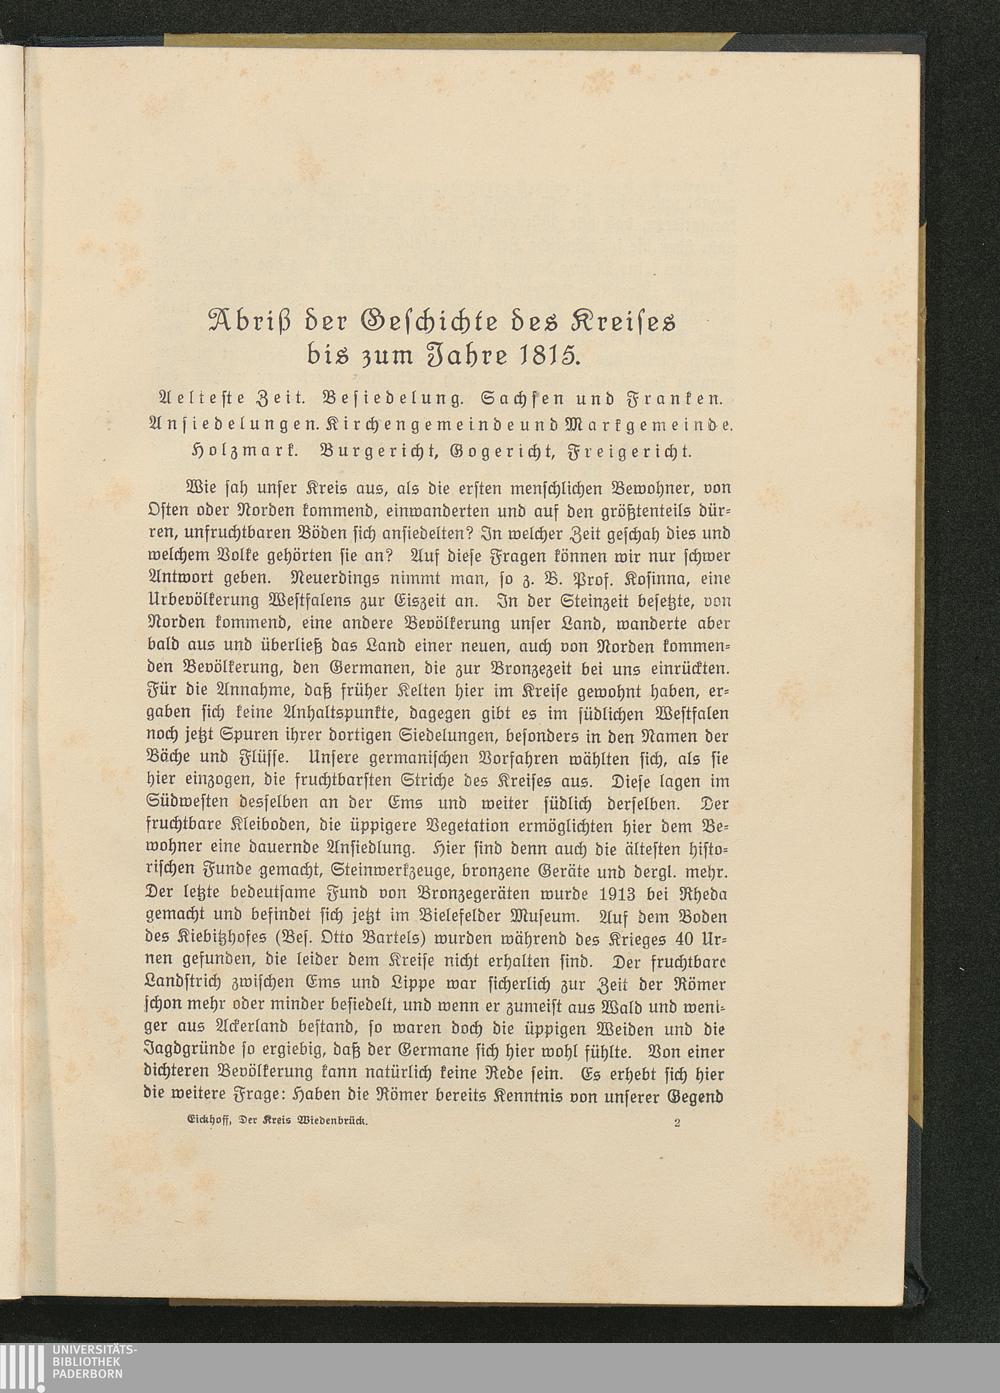 Abriß der Geschichte des Kreises
bis zum Jahre 1815.
Aelteste Zeit. Besiedelung. Sachsen und Franken.
Ansiedelungen. Kirchengemeinde und Markgemeinde.
Holzmark. Burgericht, Gogericht, Freigericht.
Wie sah unser Kreis aus, als die ersten menschlichen Bewohner, von
Osten oder Norden kommend, einwanderten und auf den größtenteils dür-
ren, unfruchtbaren Böden sich ansiedelten? In welcher Zeit geschah dies und
welchem Volke gehörten sie an? Auf diese Fragen können wir nur schwer
Antwort geben. Neuerdings nimmt man, so z. B. Prof. Kosinna, eine
Urbevölkerung Westfalens zur Eiszeit an. In der Steinzeit besetzte, von
Norden kommend, eine andere Bevölkerung unser Land, wanderte aber
bald aus und überließ das Land einer neuen, auch von Norden kommen-
den Bevölkerung, den Germanen, die zur Bronzezeit bei uns einrückten.
Für die Annahme, daß früher Kelten hier im Kreise gewohnt haben, er-
gaben sich keine Anhaltspunkte, dagegen gibt es im südlichen Westfalen
noch jetzt Spuren ihrer dortigen Siedelungen, besonders in den Namen der
Bäche und Flüsse. Unsere germanischen Vorfahren wählten sich, als sie
hier einzogen, die fruchtbarsten Striche des Kreises aus. Diese lagen im
Südwesten desselben an der Ems und weiter südlich derselben. Der
fruchtbare Kleiboden, die üppigere Vegetation ermöglichten hier dem Be-
wohner eine dauernde Ansiedlung. Hier sind denn auch die ältesten histo-
rischen Funde gemacht, Steinwerkzeuge, bronzene Geräte und dergl. mehr.
Der letzte bedeutsame Fund von Bronzegeräten wurde 1913 bei Rheda
gemacht und befindet sich jetzt im Bielefelder Museum. Auf dem Boden
des Kiebitzhofes (Bes. Otto Bartels) wurden während des Krieges 40 Ur-
nen gefunden, die leider dem Kreise nicht erhalten sind. Der fruchtbare
Landstrich zwischen Ems und Lippe war sicherlich zur Zeit der Römer
schon mehr oder minder besiedelt, und wenn er zumeist aus Wald und weni-
ger aus Ackerland bestand, so waren doch die üppigen Weiden und die
Jagdgründe so ergiebig, daß der Germane sich hier wohl fühlte. Von einer
dichteren Bevölkerung kann natürlich keine Rede sein. Es erhebt sich hier
die weitere Frage: Haben die Römer bereits Kenntnis von unserer Gegend
Eickhoff, Der Kreis Wiedenbrück. 2
UNIVERSITÄTS-
BIBLIOTHEK
PADERBORN